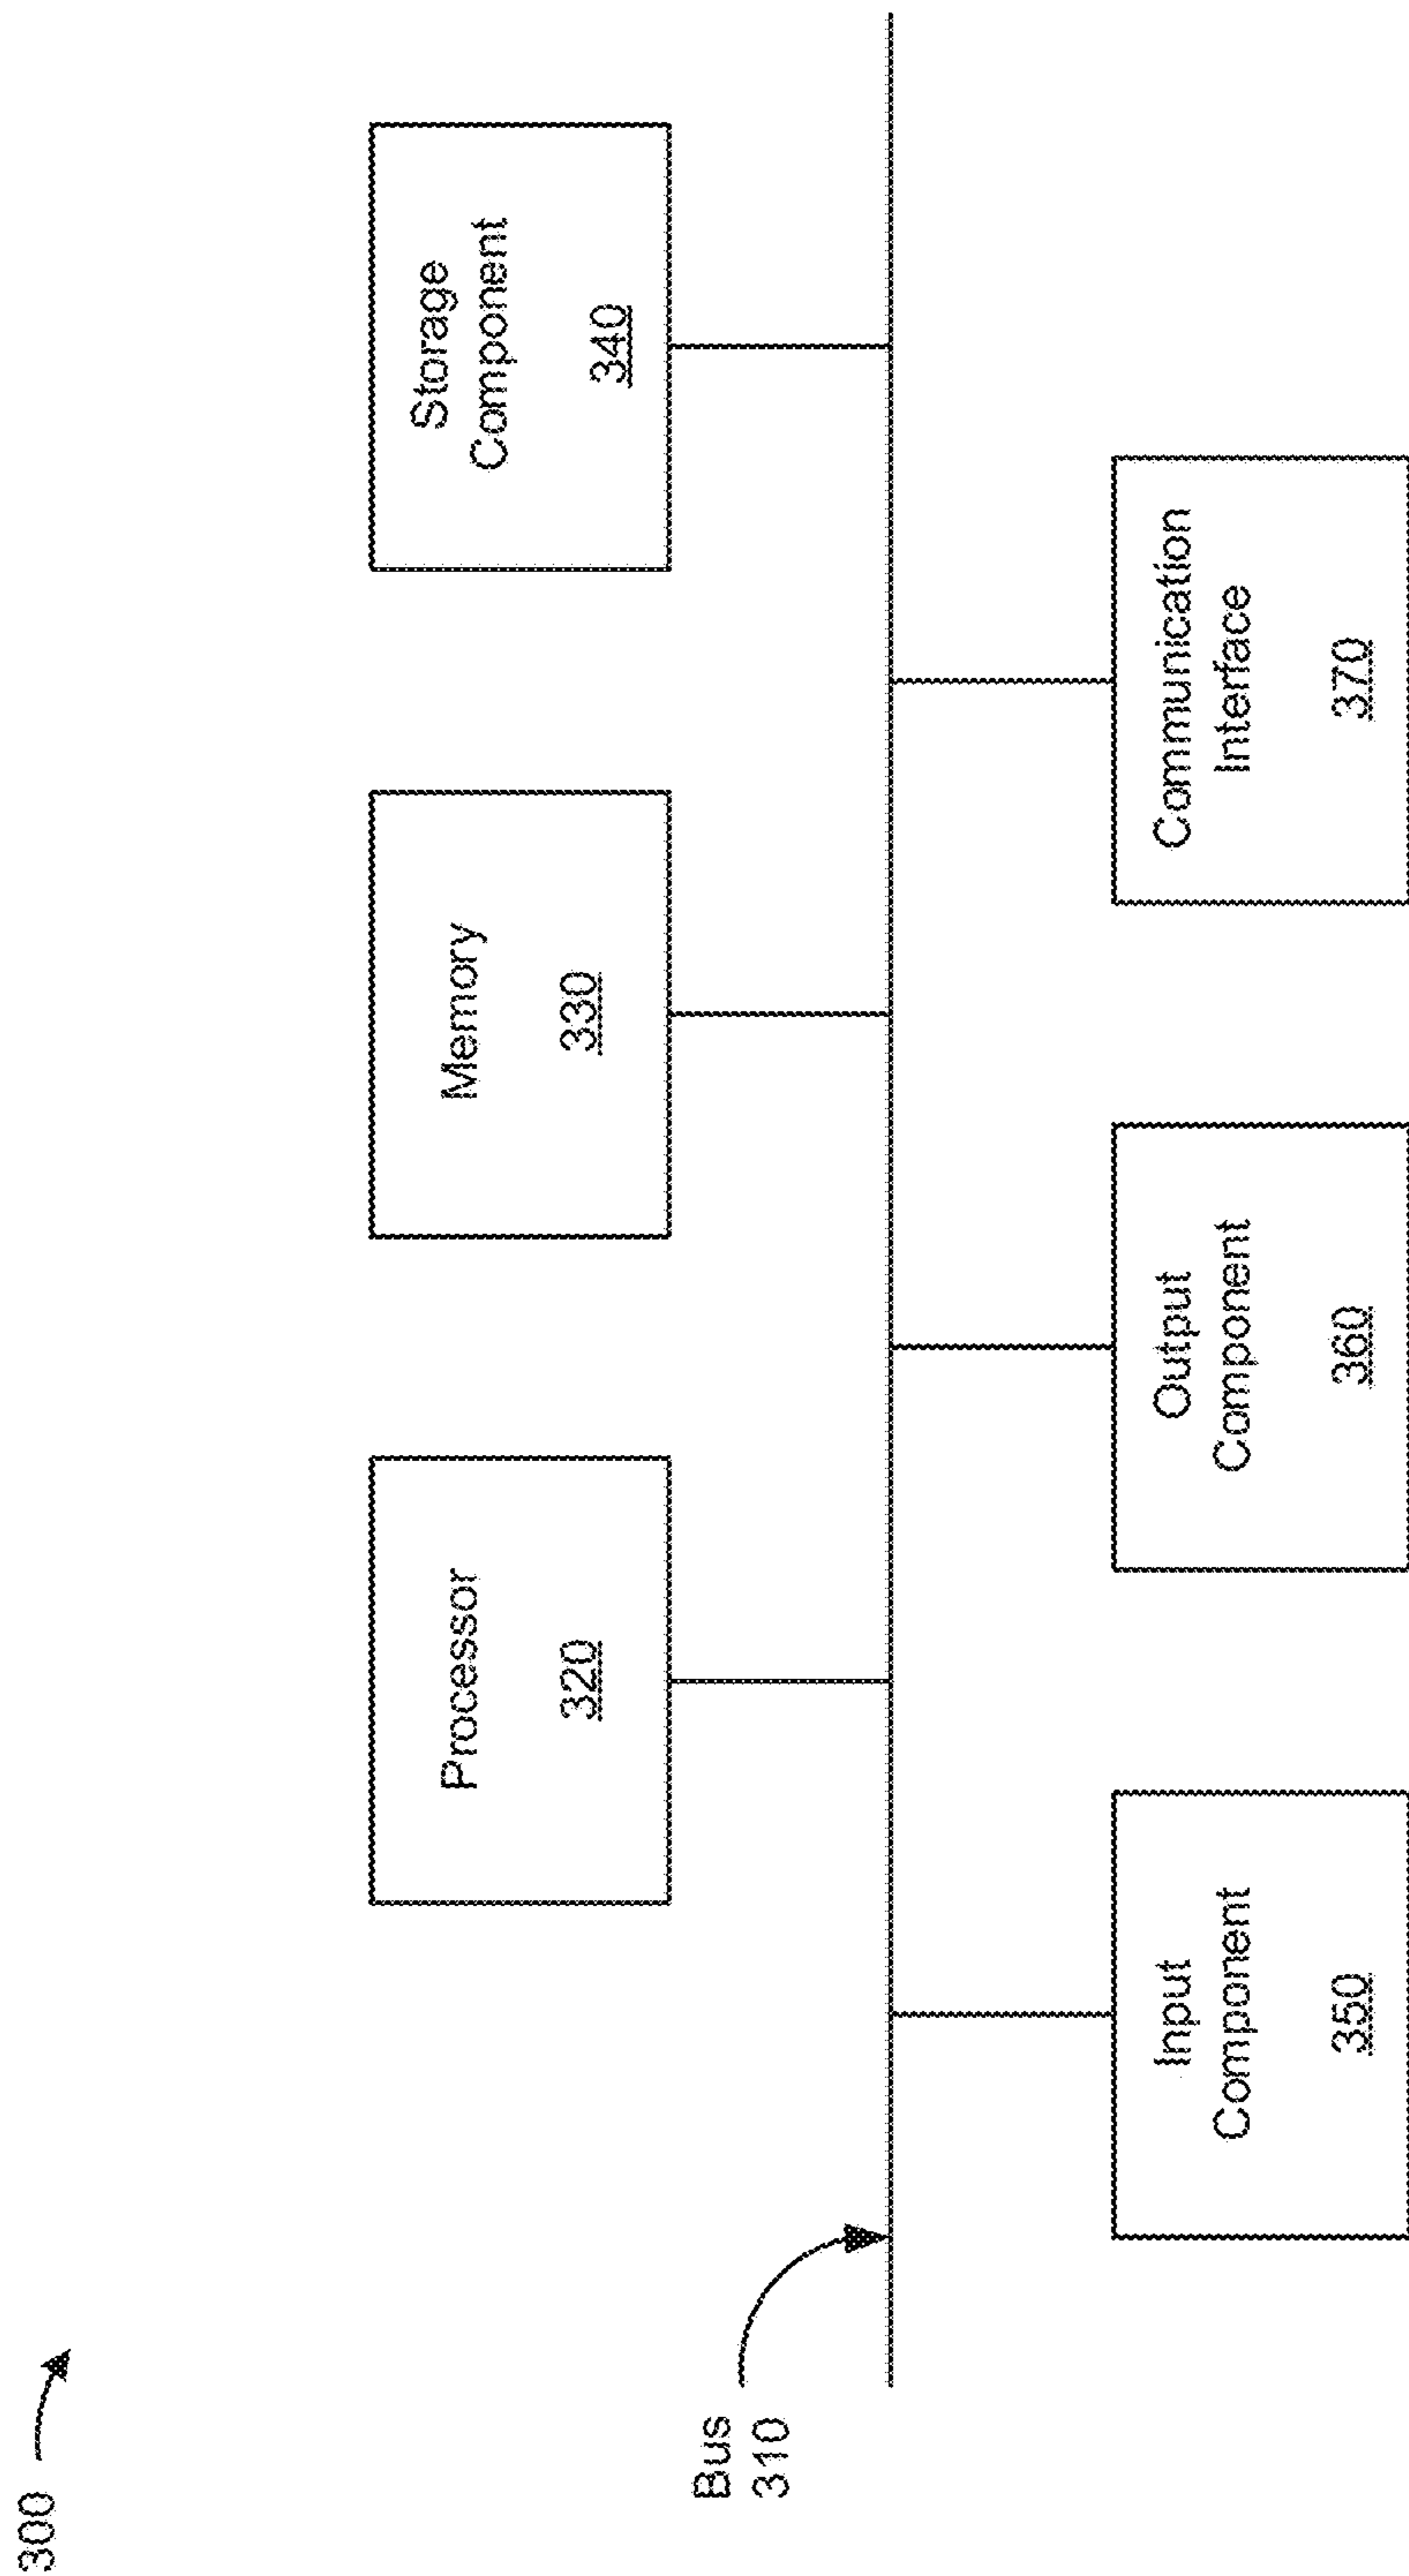 300
Processor
320
Memory
330
Storage
Component
340
Bus
310
Input
Component
350
Output
Component
360
Communication
Interface
370